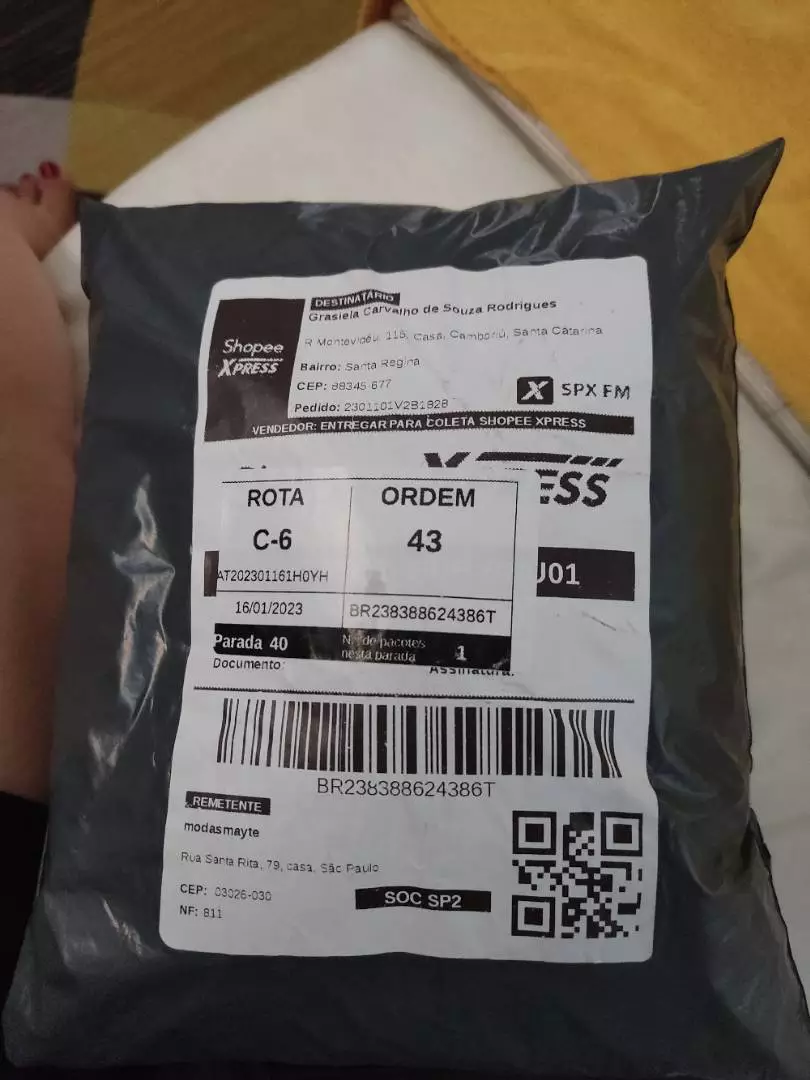 DESTINATÁRIO
Grasiela Carvalho de Souza Rodrigues
R Montevidéu, 115, Casa, Camboriú, Santa Catarina
Shopee
XPRESS
Bairro: Santa Regina
CEP: 88345-677
SPX FM
Pedido: 2301101V2B1828
VENDEDOR: ENTREGAR PARA COLETA SHOPEE XPRESS
ESS
ROTA
ORDEM
C-6
43
J01
AT202301161H0YH
16/01/2023
BR238388624386T
Parada 40
N.º de pacotes
nesta parada
1
Documento:
Assinatura:
BR238388624386T
REMETENTE
modasmayte
Rua Santa Rita, 79, casa, São Paulo
CEP: 03026-030
SOC SP2
NF: 811